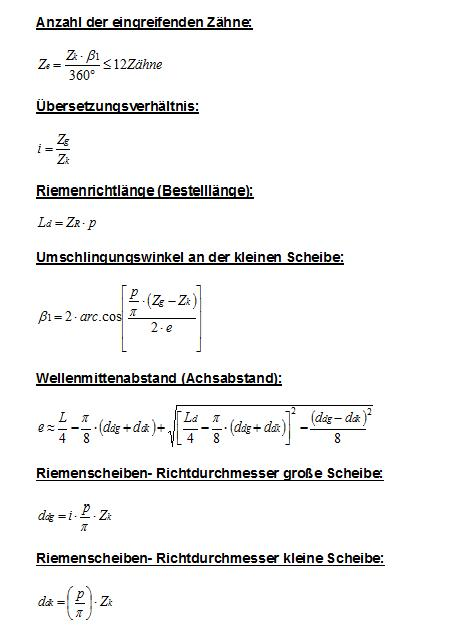 Anzahl der eingreifenden Zähne:
Ze = (Zk · β1) / 360° ≤ 12Zähne
Übersetzungsverhältnis:
i = Zg / Zk
Riemenrichtlänge (Bestelllänge):
Ld = ZR · p
Umschlingungswinkel an der kleinen Scheibe:
β1 = 2 · arc.cos[ (p/π · (Zg − Zk)) / (2 · e) ]
Wellenmittenabstand (Achsabstand):
e ≈ L/4 − π/8 · (ddg + ddk) + √( [ Ld/4 − π/8 · (ddg + ddk) ]² − (ddg − ddk)²/8 )
Riemenscheiben- Richtdurchmesser große Scheibe:
ddg = i · p/π · Zk
Riemenscheiben- Richtdurchmesser kleine Scheibe:
ddk = (p/π) · Zk